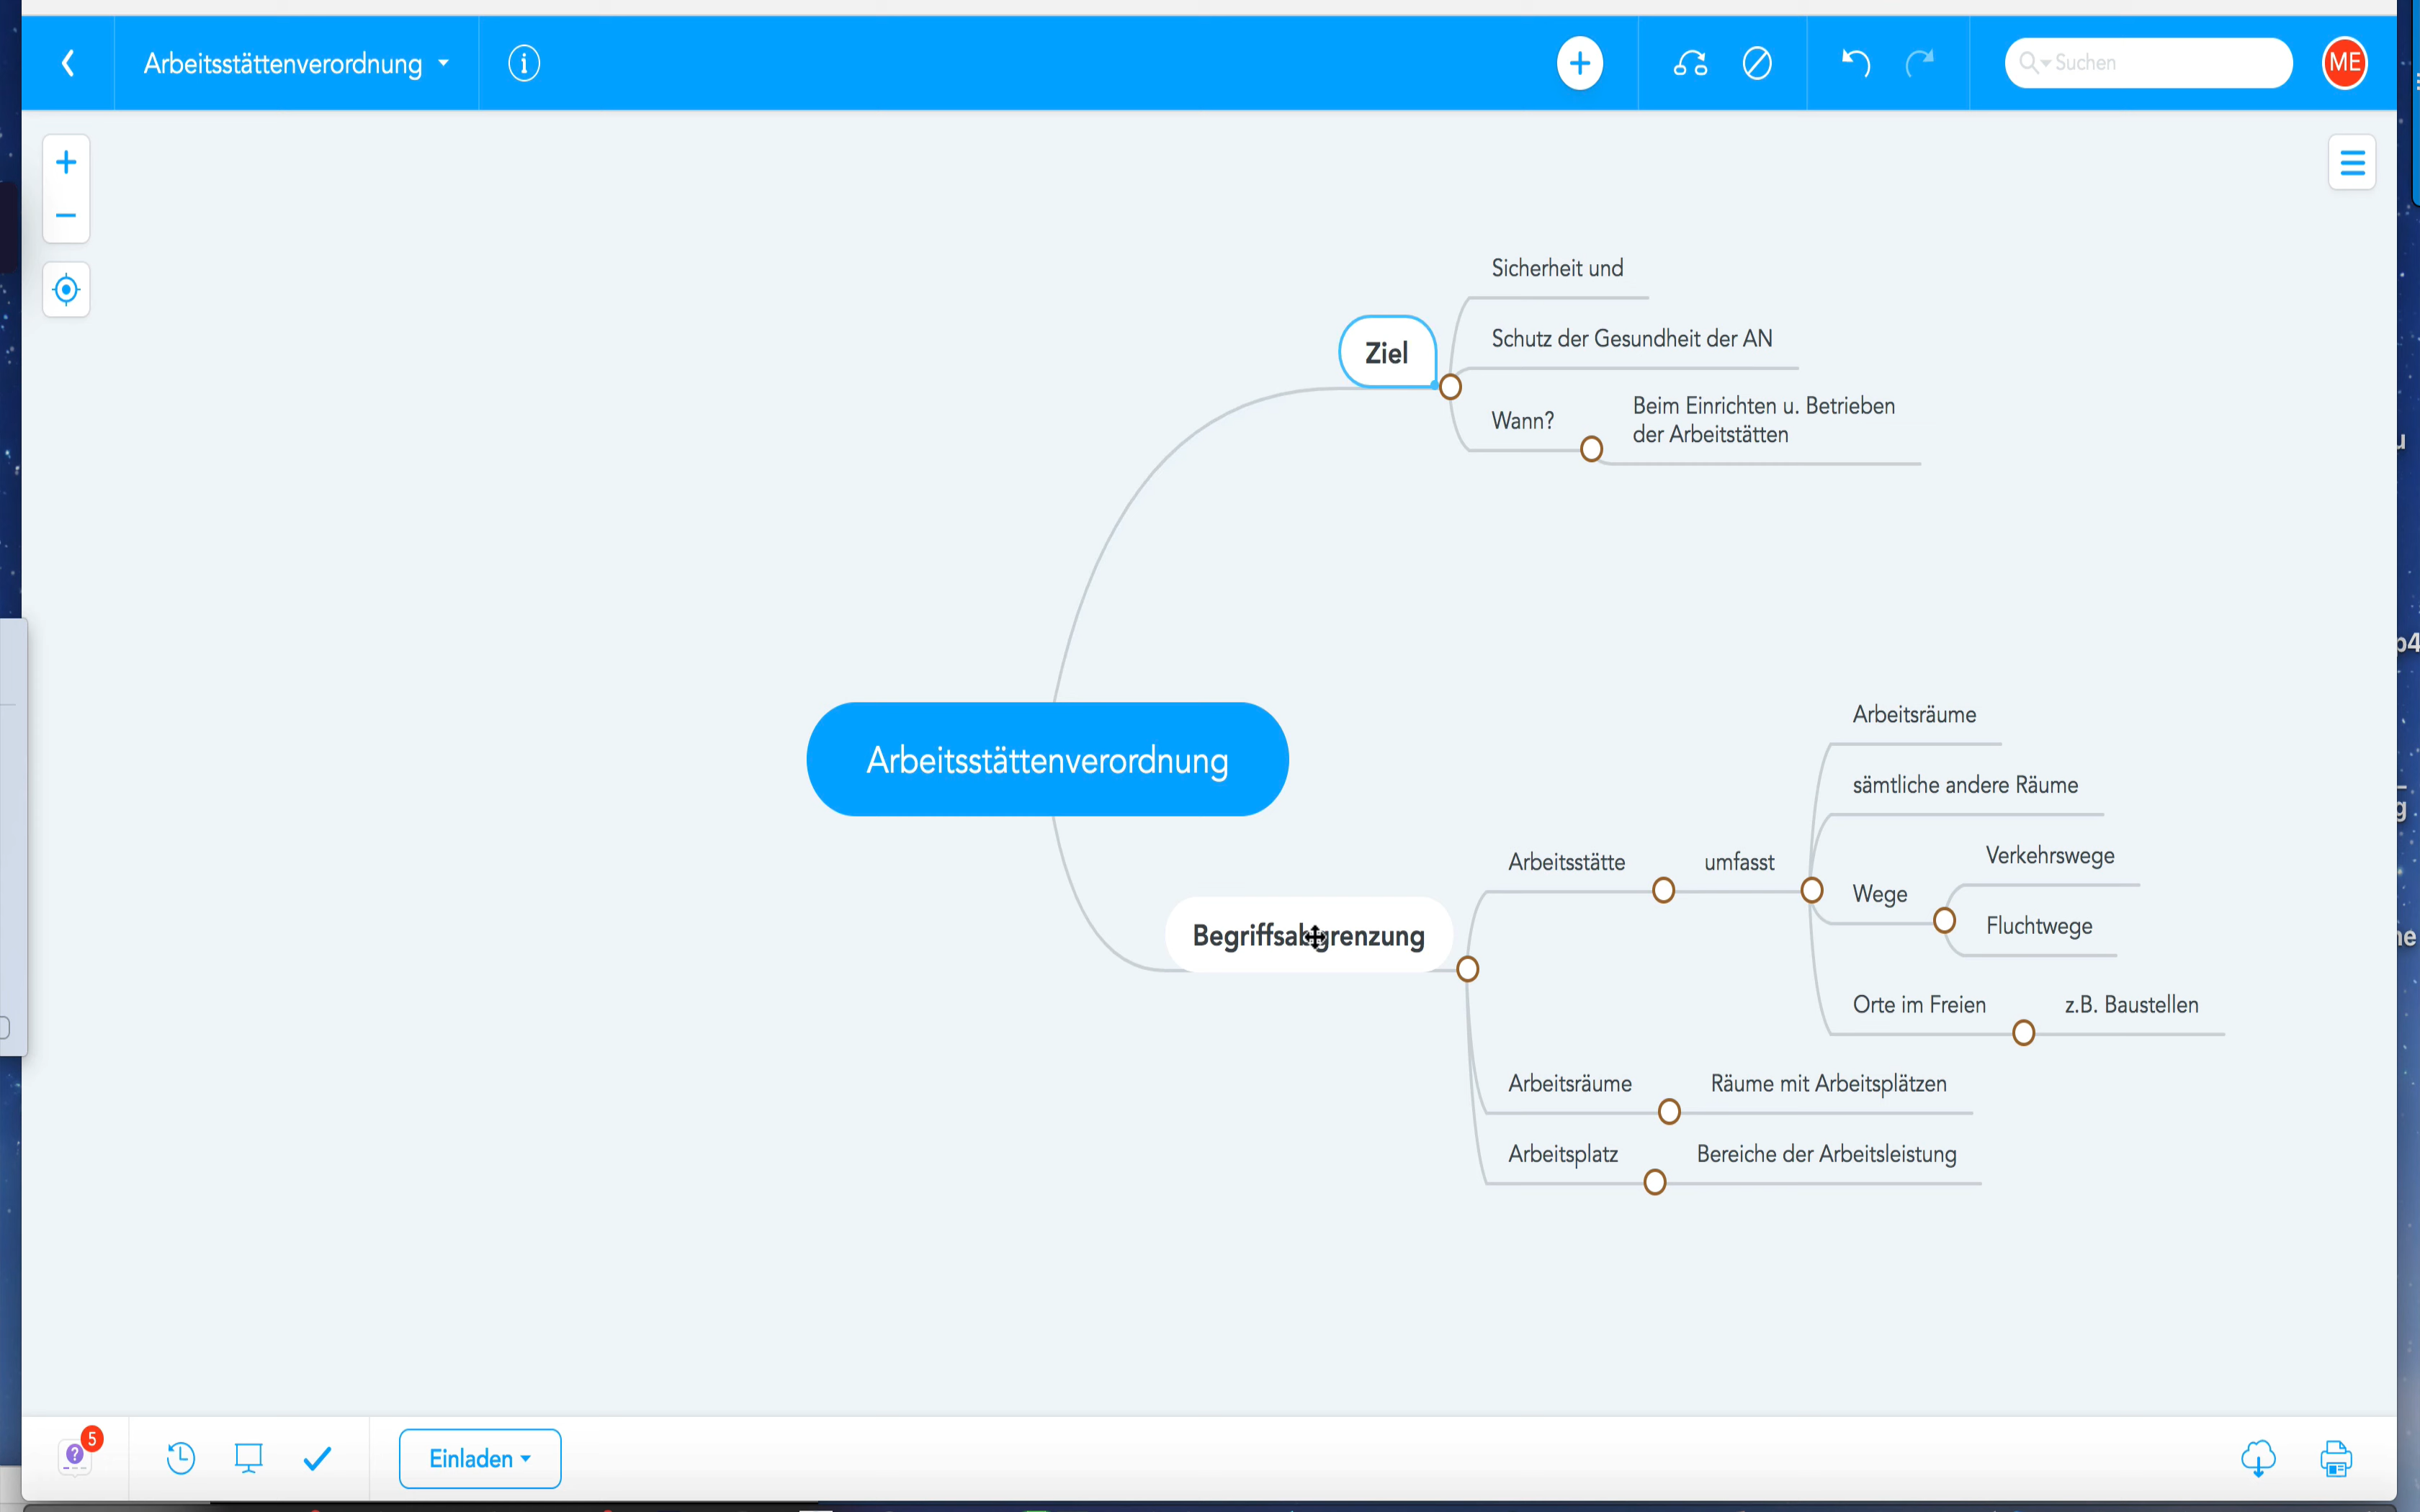 Arbeitsstättenverordnung
Suchen
ME
Sicherheit und
Schutz der Gesundheit der AN
Ziel
Wann?
Beim Einrichten u. Betrieben
der Arbeitstätten
Arbeitsstättenverordnung
Arbeitsräume
sämtliche andere Räume
Verkehrswege
Arbeitsstätte
umfasst
Wege
Fluchtwege
Begriffsabgrenzung
Orte im Freien
z.B. Baustellen
Arbeitsräume
Räume mit Arbeitsplätzen
Arbeitsplatz
Bereiche der Arbeitsleistung
5
Einladen